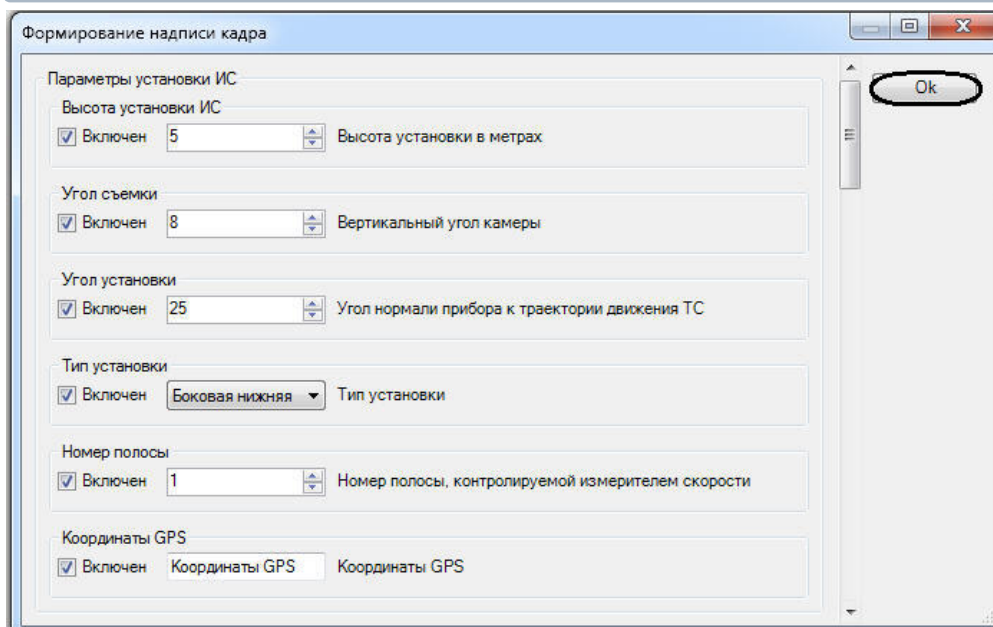 Формирование надписи кадра
Параметры установки ИС
Ok
Высота установки ИС
Включен 5 Высота установки в метрах
Угол съемки
Включен 8 Вертикальный угол камеры
Угол установки
Включен 25 Угол нормали прибора к траектории движения ТС
Тип установки
Включен Боковая нижняя Тип установки
Номер полосы
Включен 1 Номер полосы, контролируемой измерителем скорости
Координаты GPS
Включен Координаты GPS Координаты GPS